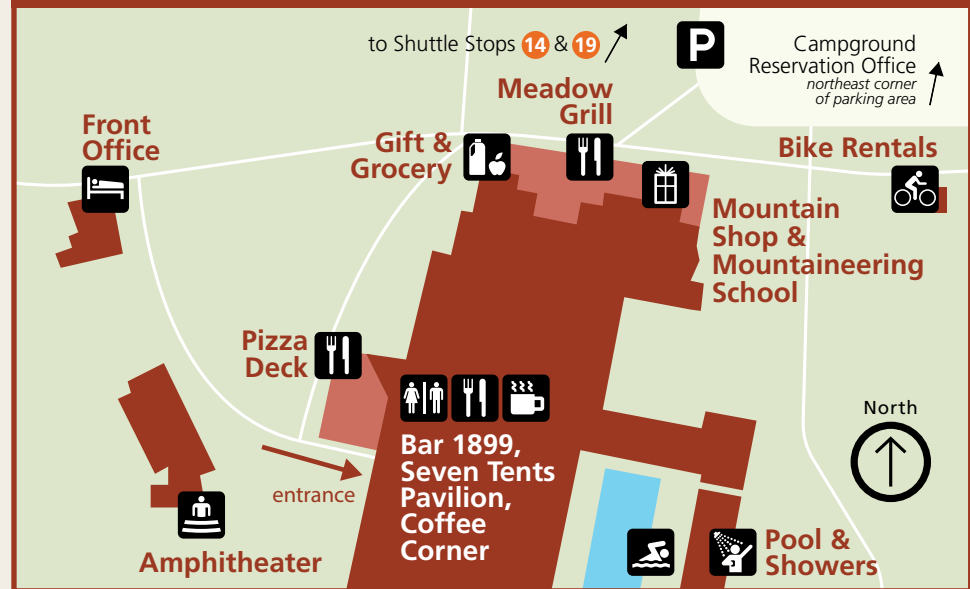 to Shuttle Stops 14 & 19
P
Campground
Reservation Office
northeast corner
of parking area
Meadow
Grill
Front
Office
Gift &
Grocery
Bike Rentals
Mountain
Shop &
Mountaineering
School
Pizza
Deck
North
Bar 1899,
Seven Tents
Pavilion,
Coffee
Corner
entrance
Amphitheater
Pool &
Showers